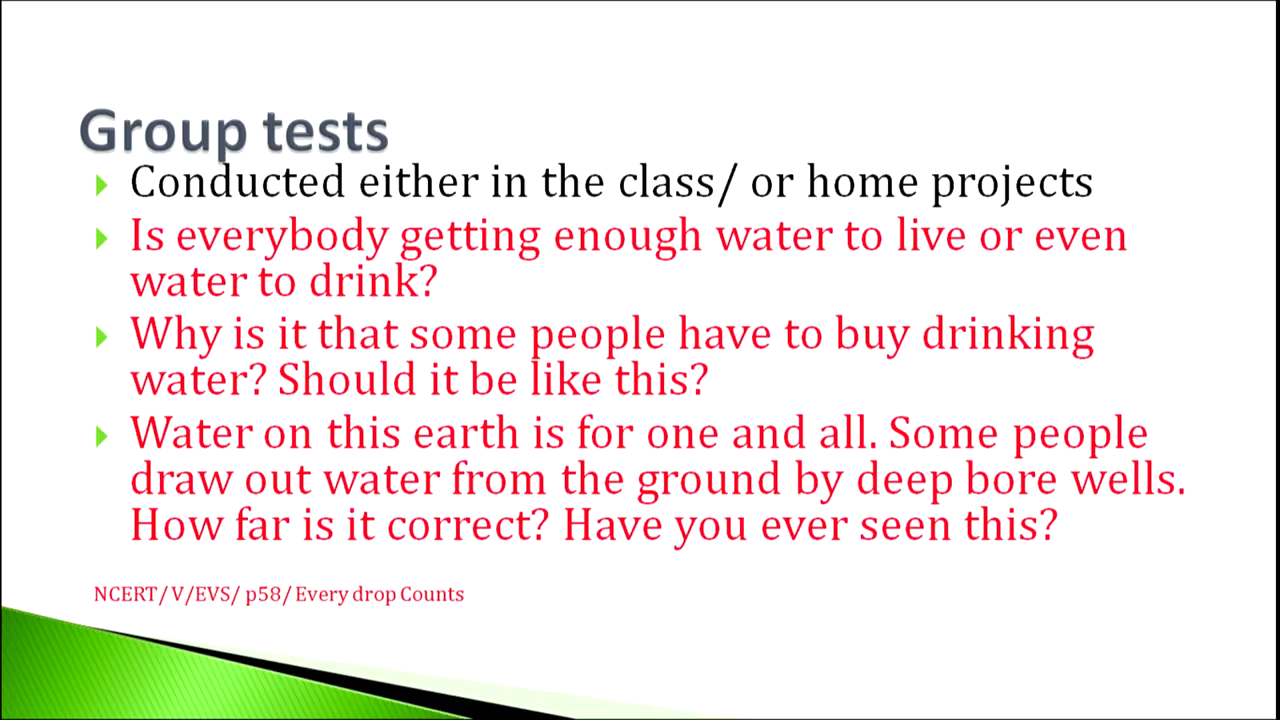 Group tests
Conducted either in the class/ or home projects
Is everybody getting enough water to live or even
water to drink?
Why is it that some people have to buy drinking
water? Should it be like this?
Water on this earth is for one and all. Some people
draw out water from the ground by deep bore wells.
How far is it correct? Have you ever seen this?
NCERT/ V/EVS/ p58/ Every drop Counts